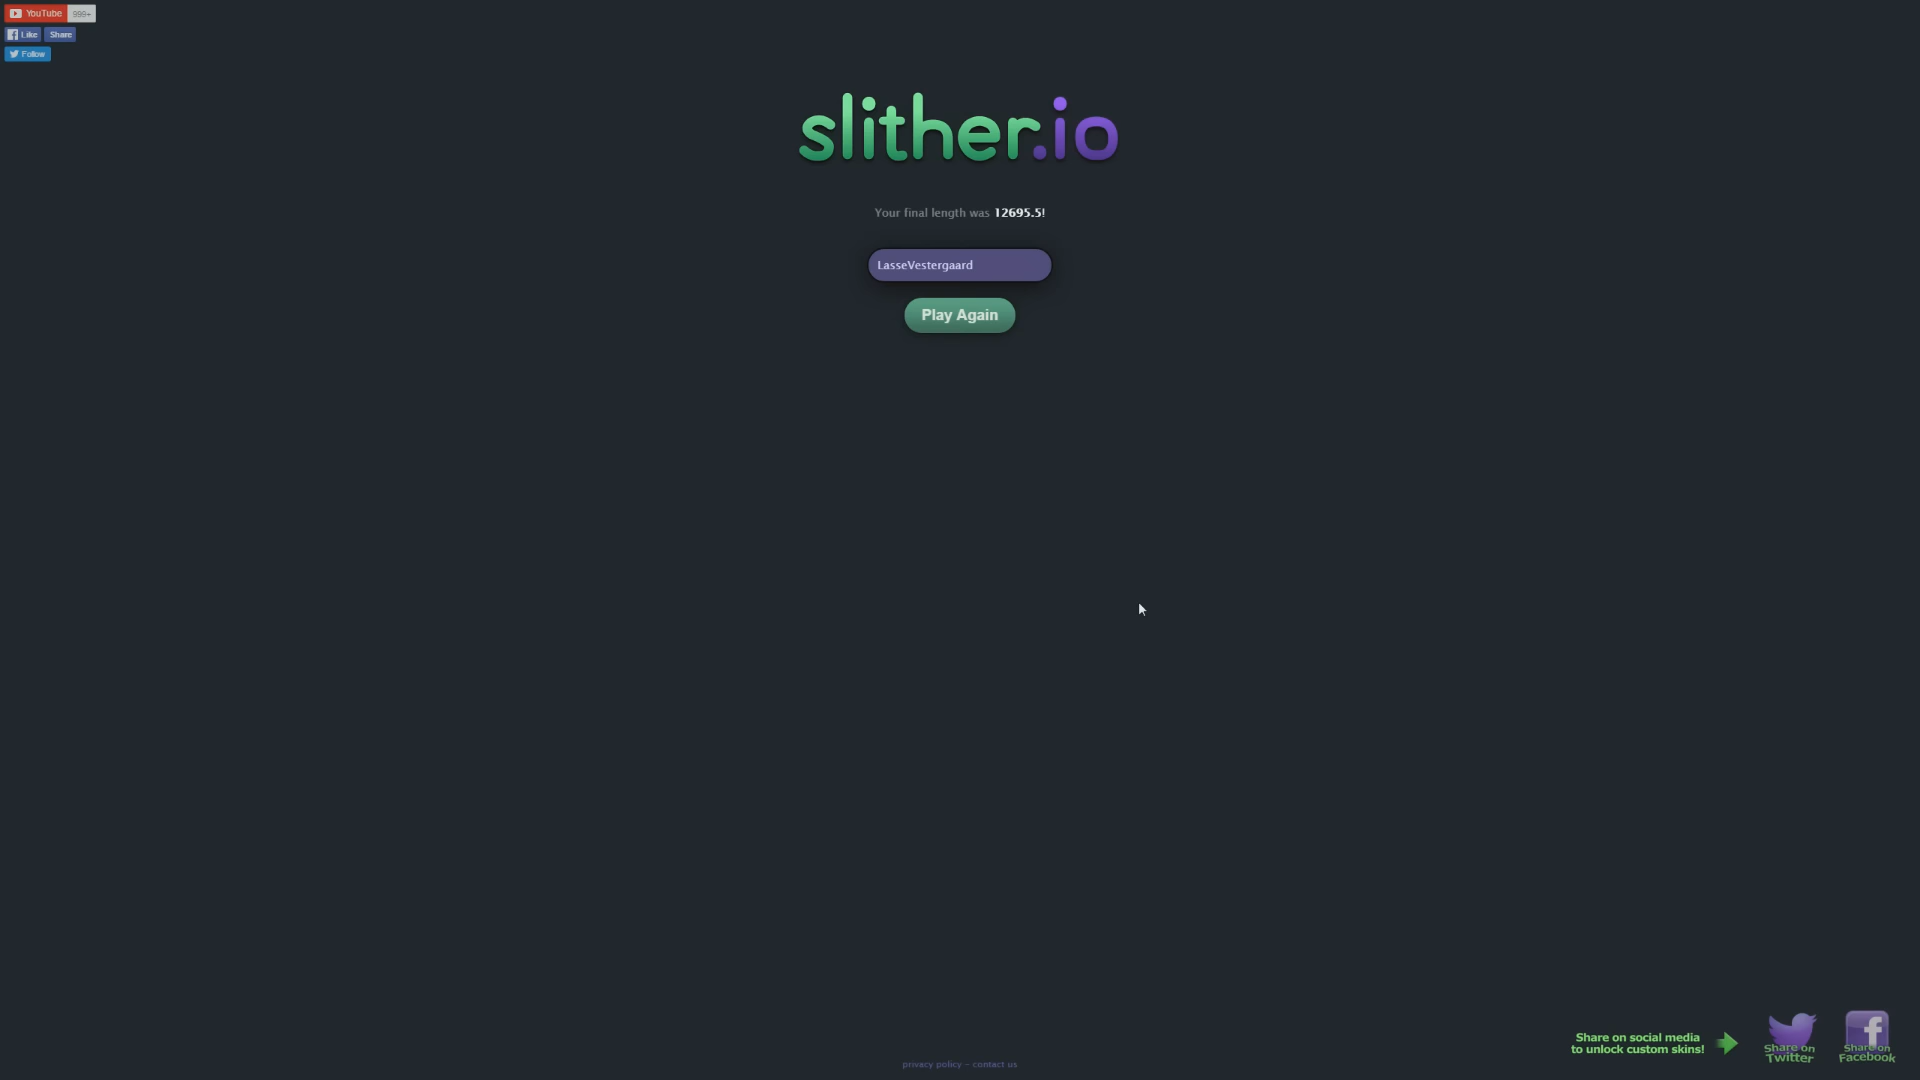 YouTube 999+
Like Share
Follow
slither.io
Your final length was 12695.5!
LasseVestergaard
Play Again
Share on social media
to unlock custom skins!
Share on
Twitter
Share on
Facebook
privacy policy - contact us